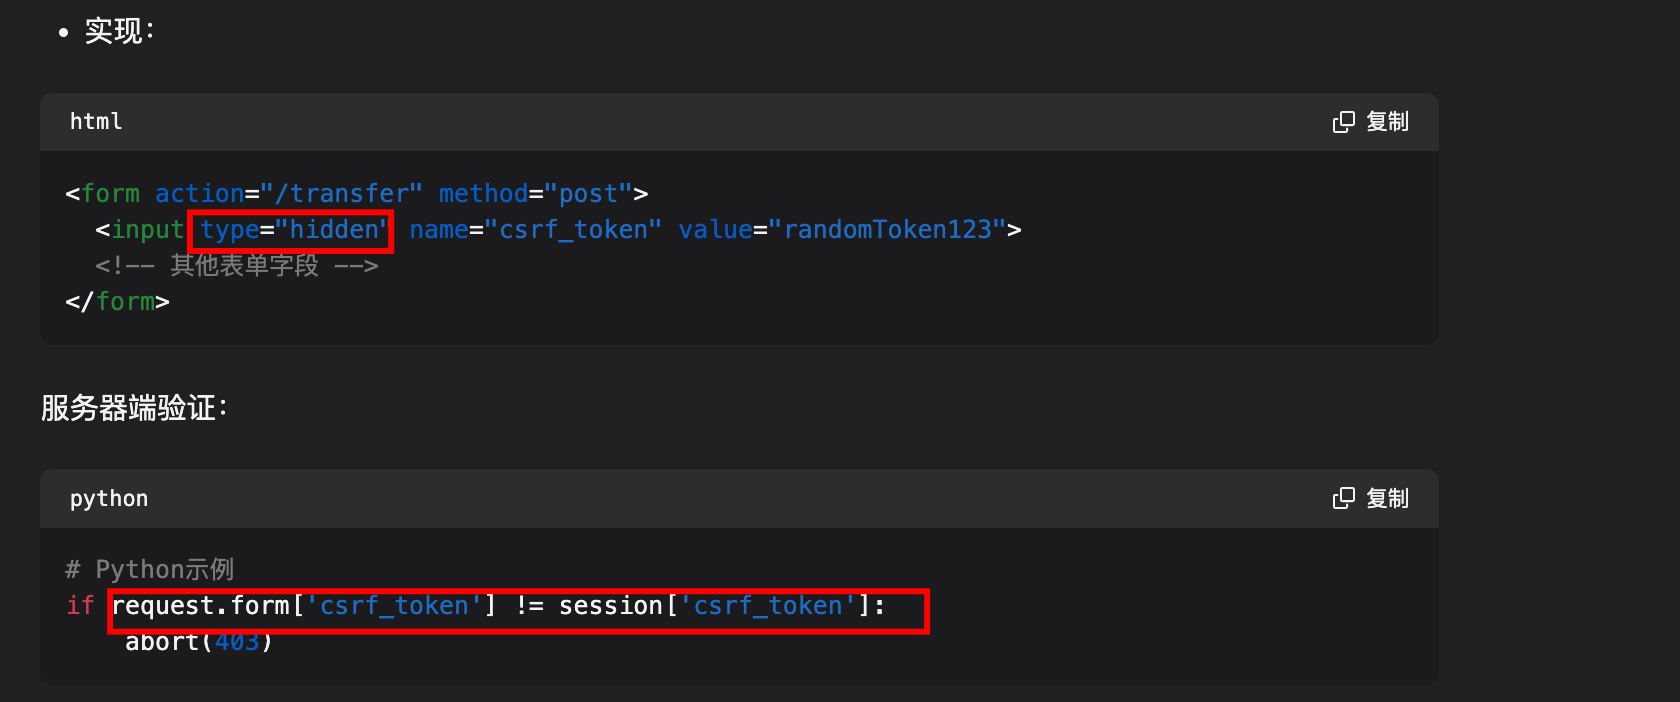 • 实现：
html
复制
<form action="/transfer" method="post">
  <input type="hidden" name="csrf_token" value="randomToken123">
  <!-- 其他表单字段 -->
</form>
服务器端验证：
python
复制
# Python示例
if request.form['csrf_token'] != session['csrf_token']:
    abort(403)